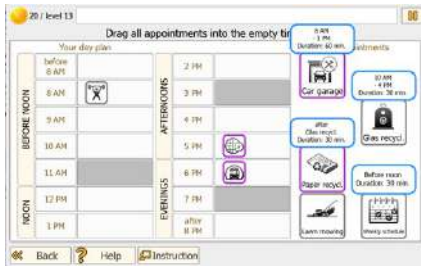 20 / level 13
Drag all appointments into the empty tim
Your day plan
ntments
BEFORE NOON
before 8 AM
8 AM
9 AM
10 AM
11 AM
NOON
12 PM
1 PM
AFTERNOONS
2 PM
3 PM
4 PM
5 PM
EVENINGS
6 PM
7 PM
after 8 PM
8 AM
- 1 PM
Duration: 60 min.
Car garage
10 AM
- 4 PM
Duration: 30 min.
Glas recycl.
after
Glas recycl.
Duration: 30 min.
Paper recycl.
Before noon
Duration: 30 min.
Lawn mowing
Back
Help
Instruction